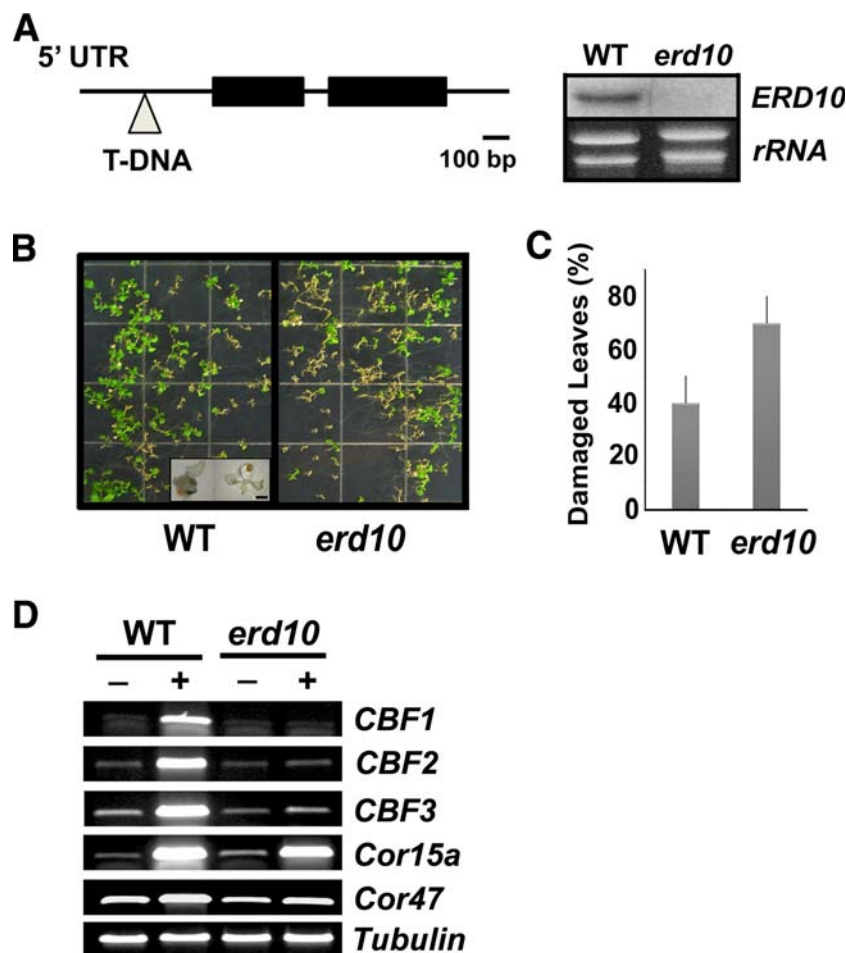 A
5' UTR
T-DNA
100 bp
WT erd10
ERD10
rRNA
B
WT erd10
C
Damaged Leaves (%)
80
60
40
20
0
WT erd10
D
WT erd10
– + – +
CBF1
CBF2
CBF3
Cor15a
Cor47
Tubulin